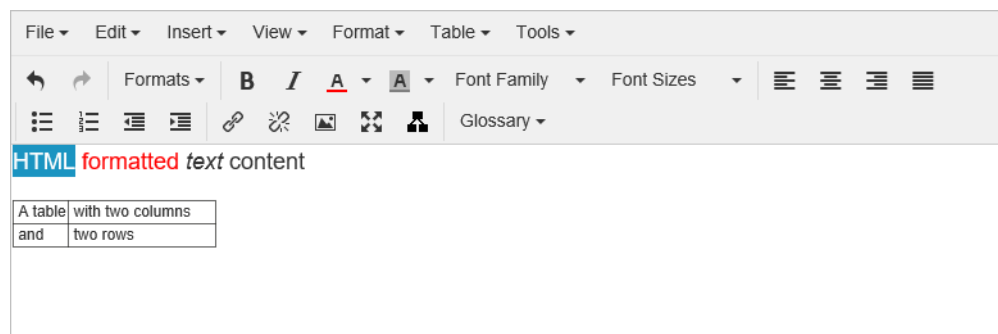 File Edit Insert View Format Table Tools
Formats B I A A Font Family Font Sizes
Glossary
HTML formatted text content
A table with two columns
and two rows